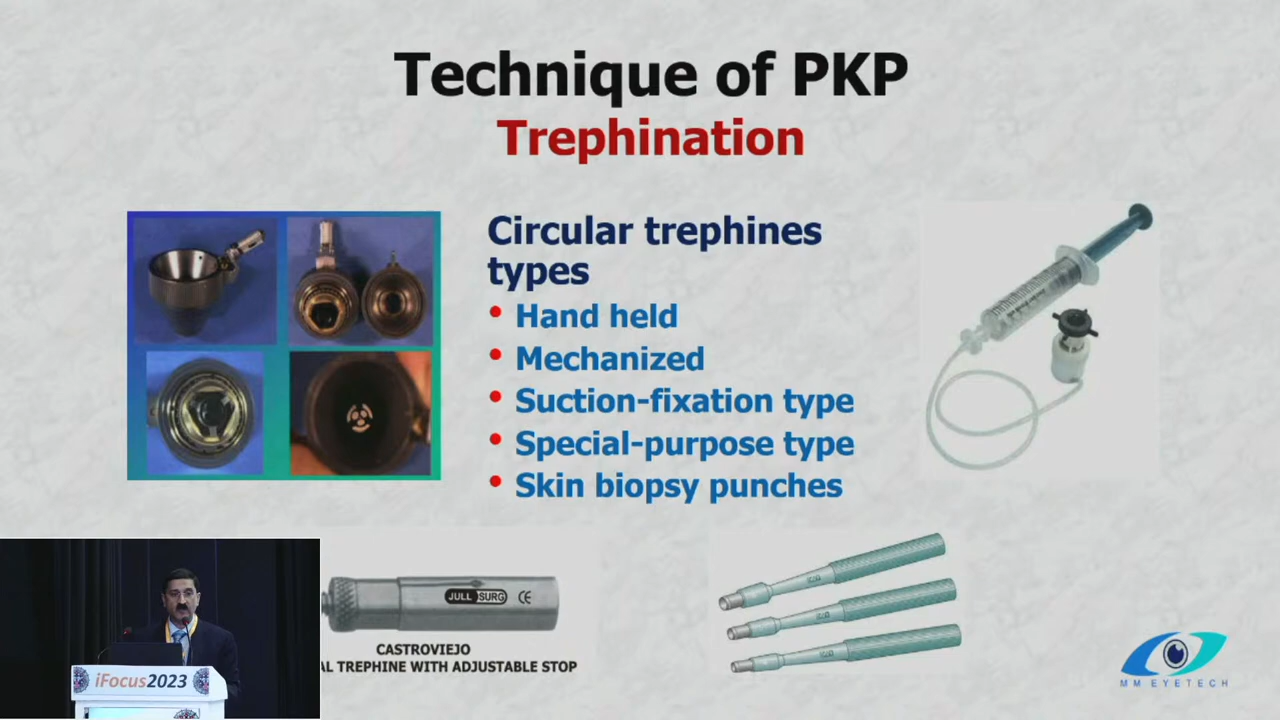 Technique of PKP
Trephination
Circular trephines
types
• Hand held
• Mechanized
• Suction-fixation type
• Special-purpose type
• Skin biopsy punches
JULL SURG CE
CASTROVIEJO
AL TREPHINE WITH ADJUSTABLE STOP
iFocus2023
MM EYETECH